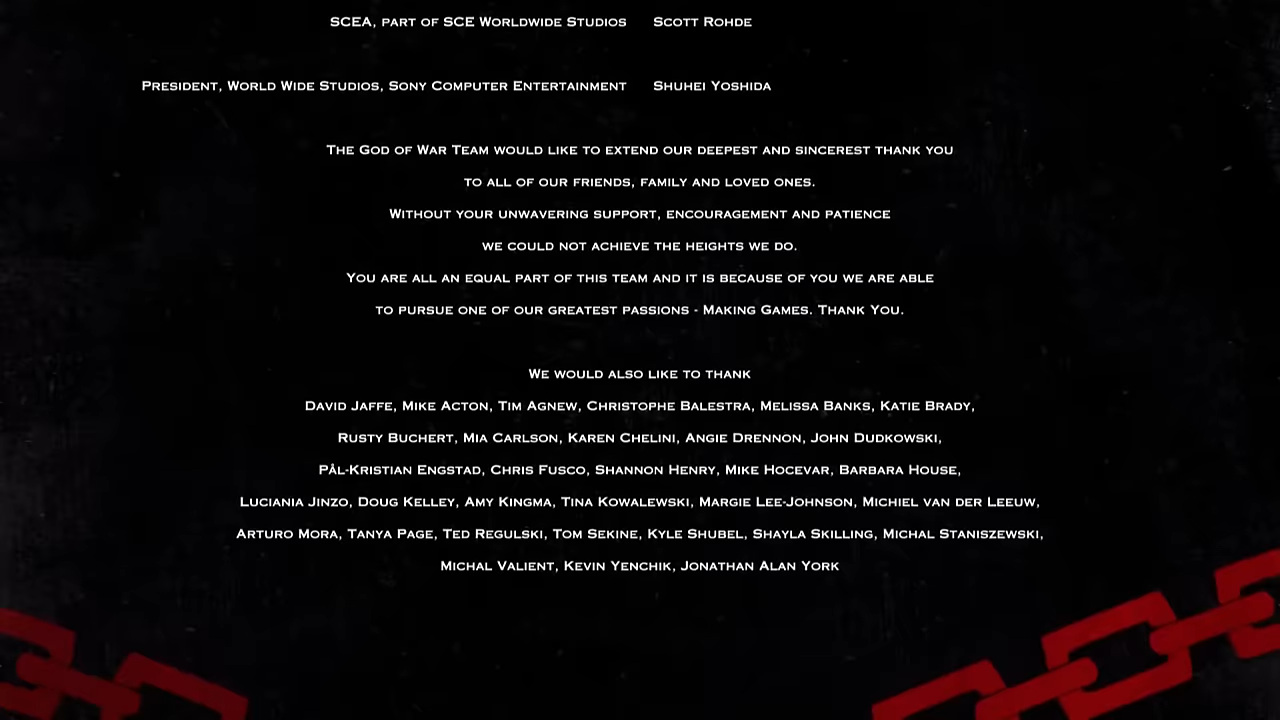 SCEA, part of SCE Worldwide Studios Scott Rohde
President, World Wide Studios, Sony Computer Entertainment Shuhei Yoshida
The God of War Team would like to extend our deepest and sincerest thank you
to all of our friends, family and loved ones.
Without your unwavering support, encouragement and patience
we could not achieve the heights we do.
You are all an equal part of this team and it is because of you we are able
to pursue one of our greatest passions - Making Games. Thank You.
We would also like to thank
David Jaffe, Mike Acton, Tim Agnew, Christophe Balestra, Melissa Banks, Katie Brady,
Rusty Buchert, Mia Carlson, Karen Chelini, Angie Drennon, John Dudkowski,
Pål-Kristian Engstad, Chris Fusco, Shannon Henry, Mike Hocevar, Barbara House,
Luciania Jinzo, Doug Kelley, Amy Kingma, Tina Kowalewski, Margie Lee-Johnson, Michiel van der Leeuw,
Arturo Mora, Tanya Page, Ted Regulski, Tom Sekine, Kyle Shubel, Shayla Skilling, Michal Staniszewski,
Michal Valient, Kevin Yenchik, Jonathan Alan York